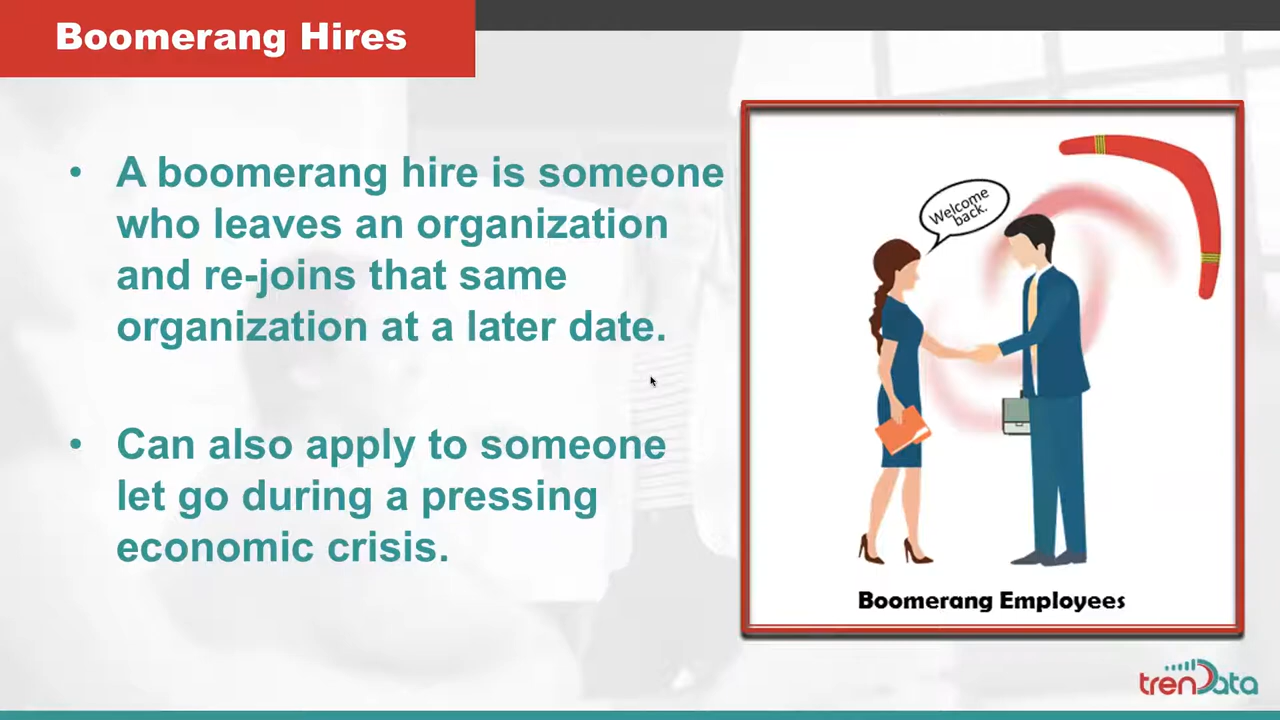 Boomerang Hires
• A boomerang hire is someone
who leaves an organization
and re-joins that same
organization at a later date.
• Can also apply to someone
let go during a pressing
economic crisis.
Welcome
back.
Boomerang Employees
trenData